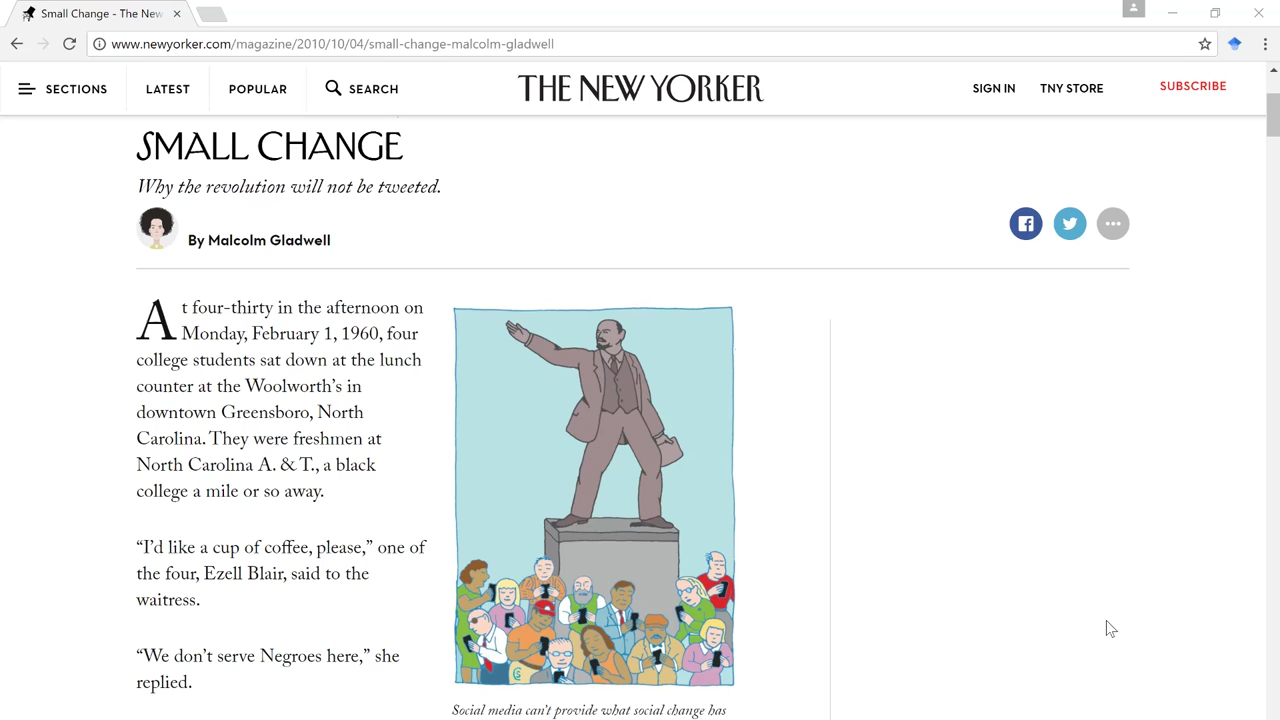 Small Change - The New
www.newyorker.com/magazine/2010/10/04/small-change-malcolm-gladwell
SECTIONS LATEST POPULAR SEARCH THE NEW YORKER SIGN IN TNY STORE SUBSCRIBE
SMALL CHANGE
Why the revolution will not be tweeted.
By Malcolm Gladwell
At four-thirty in the afternoon on
Monday, February 1, 1960, four
college students sat down at the lunch
counter at the Woolworth’s in
downtown Greensboro, North
Carolina. They were freshmen at
North Carolina A. & T., a black
college a mile or so away.
“I’d like a cup of coffee, please,” one of
the four, Ezell Blair, said to the
waitress.
“We don’t serve Negroes here,” she
replied.
Social media can’t provide what social change has